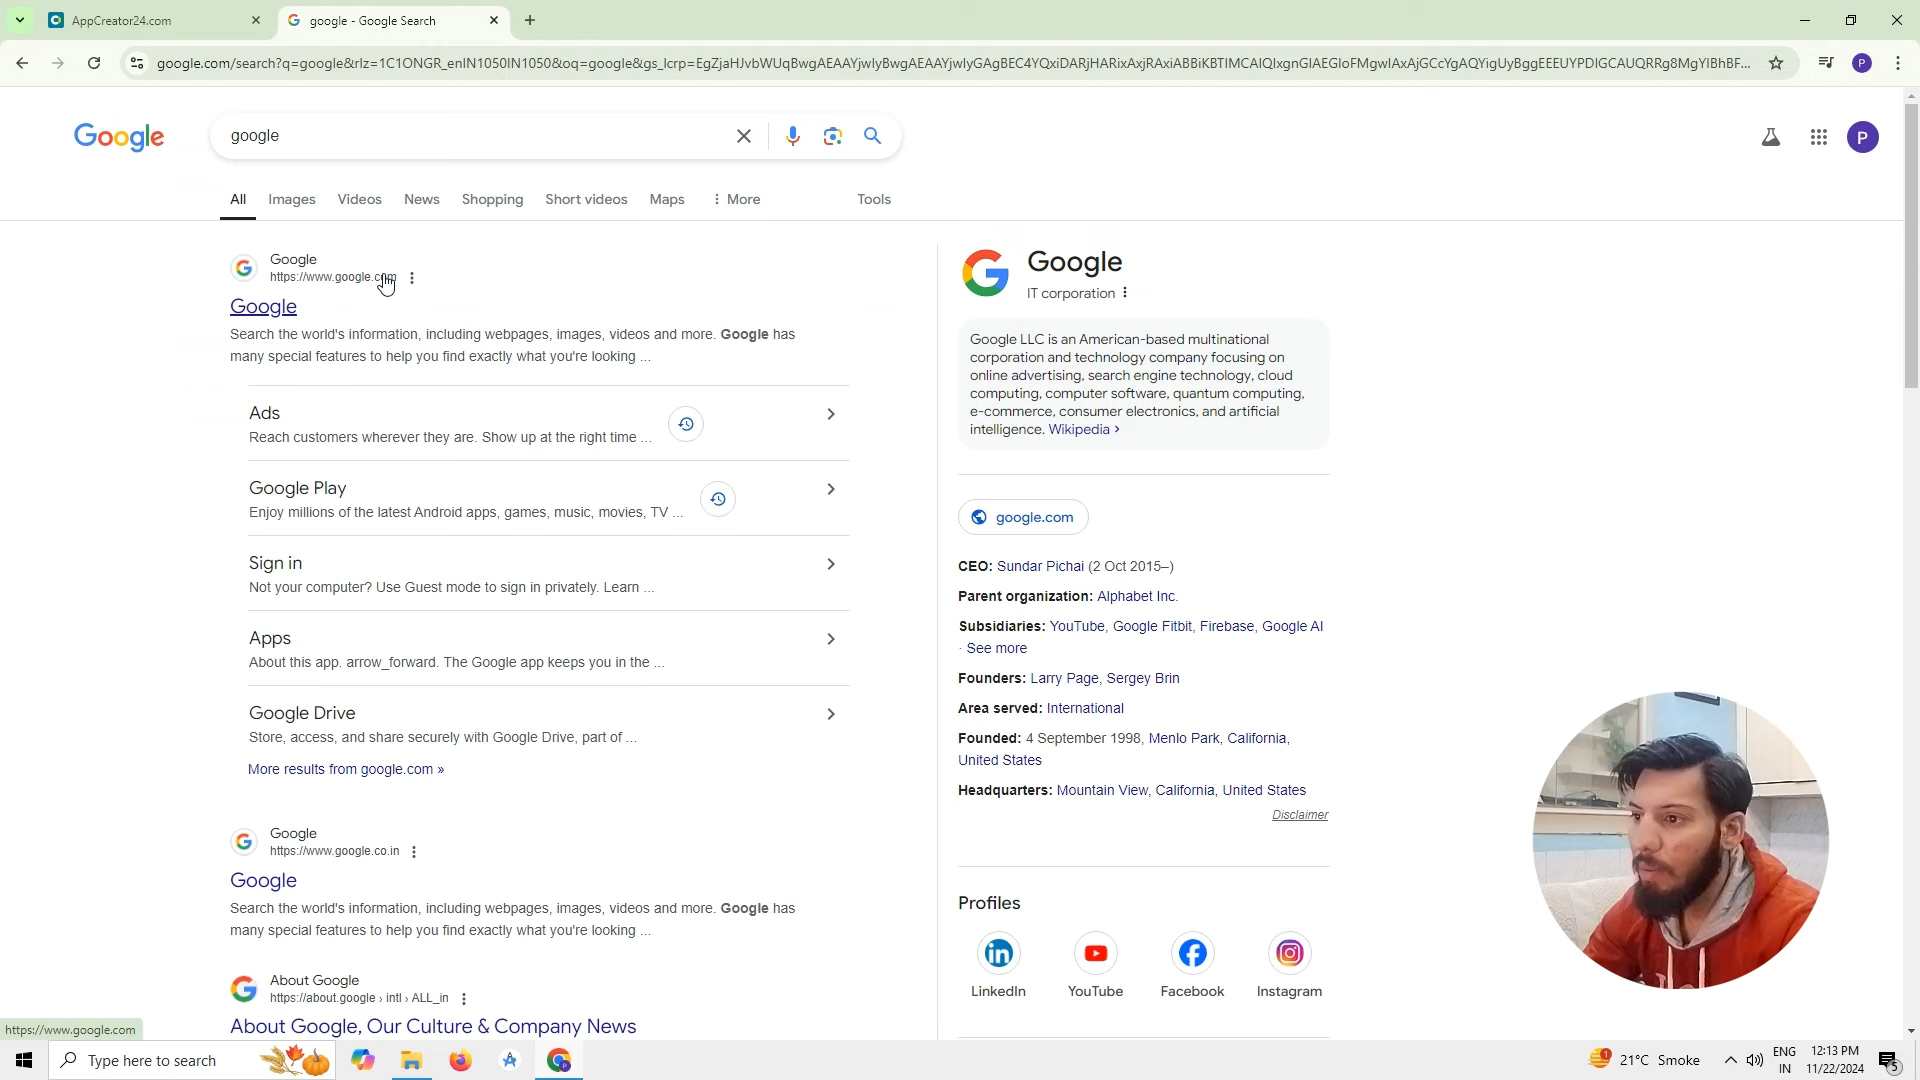 AppCreator24.com
google - Google Search
google.com/search?q=google&rlz=1C1ONGR_enIN1050IN1050&oq=google&gs_lcrp=
Google
google
All
Images
Videos
News
Shopping
Short videos
Maps
More
Tools
P
P
Google
https://www.google.com
Google
Search the world's information, including webpages, images, videos and more. Google has
many special features to help you find exactly what you're looking ...
Ads
Reach customers wherever they are. Show up at the right time ...
Google Play
Enjoy millions of the latest Android apps, games, music, movies, TV ...
Sign in
Not your computer? Use Guest mode to sign in privately. Learn ...
Apps
About this app. arrow_forward. The Google app keeps you in the ...
Google Drive
Store, access, and share securely with Google Drive, part of ...
More results from google.com »
Google
https://www.google.co.in
Google
Search the world's information, including webpages, images, videos and more. Google has
many special features to help you find exactly what you're looking ...
About Google
https://about.google › intl › ALL_in
About Google, Our Culture & Company News
Google
IT corporation
Google LLC is an American-based multinational
corporation and technology company focusing on
online advertising, search engine technology, cloud
computing, computer software, quantum computing,
e-commerce, consumer electronics, and artificial
intelligence. Wikipedia ›
google.com
CEO: Sundar Pichai (2 Oct 2015–)
Parent organization: Alphabet Inc.
Subsidiaries: YouTube, Google Fitbit, Firebase, Google AI
· See more
Founders: Larry Page, Sergey Brin
Area served: International
Founded: 4 September 1998, Menlo Park, California,
United States
Headquarters: Mountain View, California, United States
Disclaimer
Profiles
LinkedIn
YouTube
Facebook
Instagram
https://www.google.com
Type here to search
1
21°C Smoke
ENG
IN
12:13 PM
11/22/2024
5